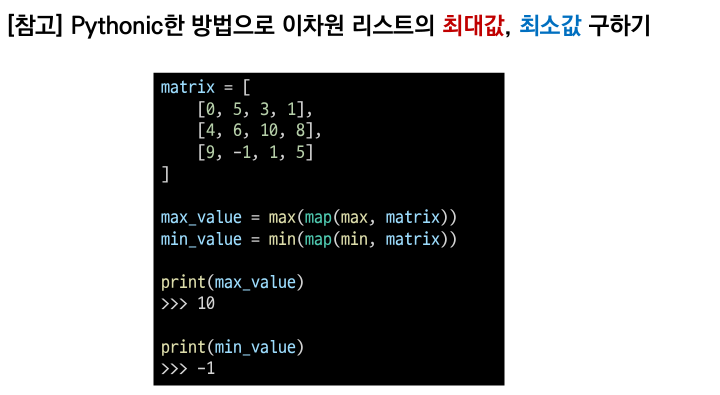 [참고] Pythonic한 방법으로 이차원 리스트의 최대값, 최소값 구하기
matrix = [
    [0, 5, 3, 1],
    [4, 6, 10, 8],
    [9, -1, 1, 5]
]
max_value = max(map(max, matrix))
min_value = min(map(min, matrix))
print(max_value)
>>> 10
print(min_value)
>>> -1